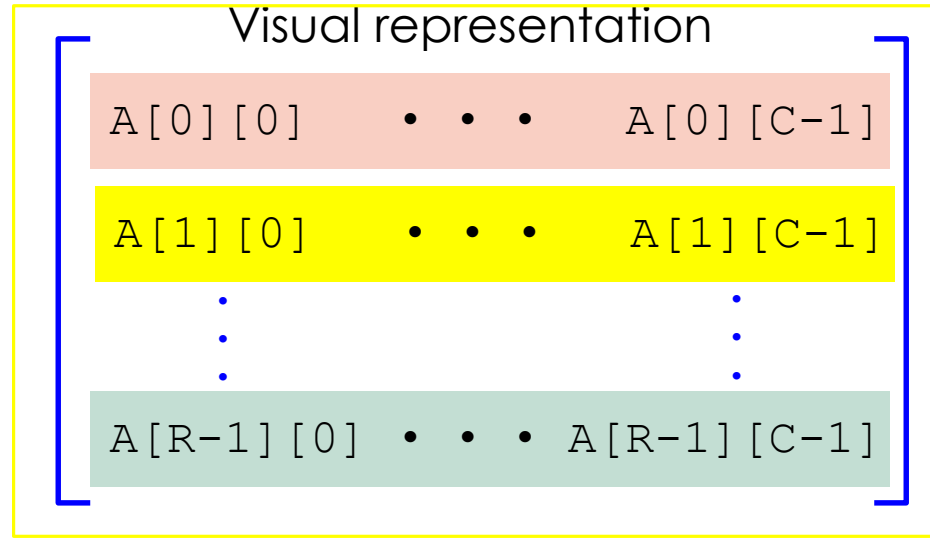 Visual representation
A[0][0] • • • A[0][C-1]
A[1][0] • • • A[1][C-1]
A[R-1][0] • • • A[R-1][C-1]